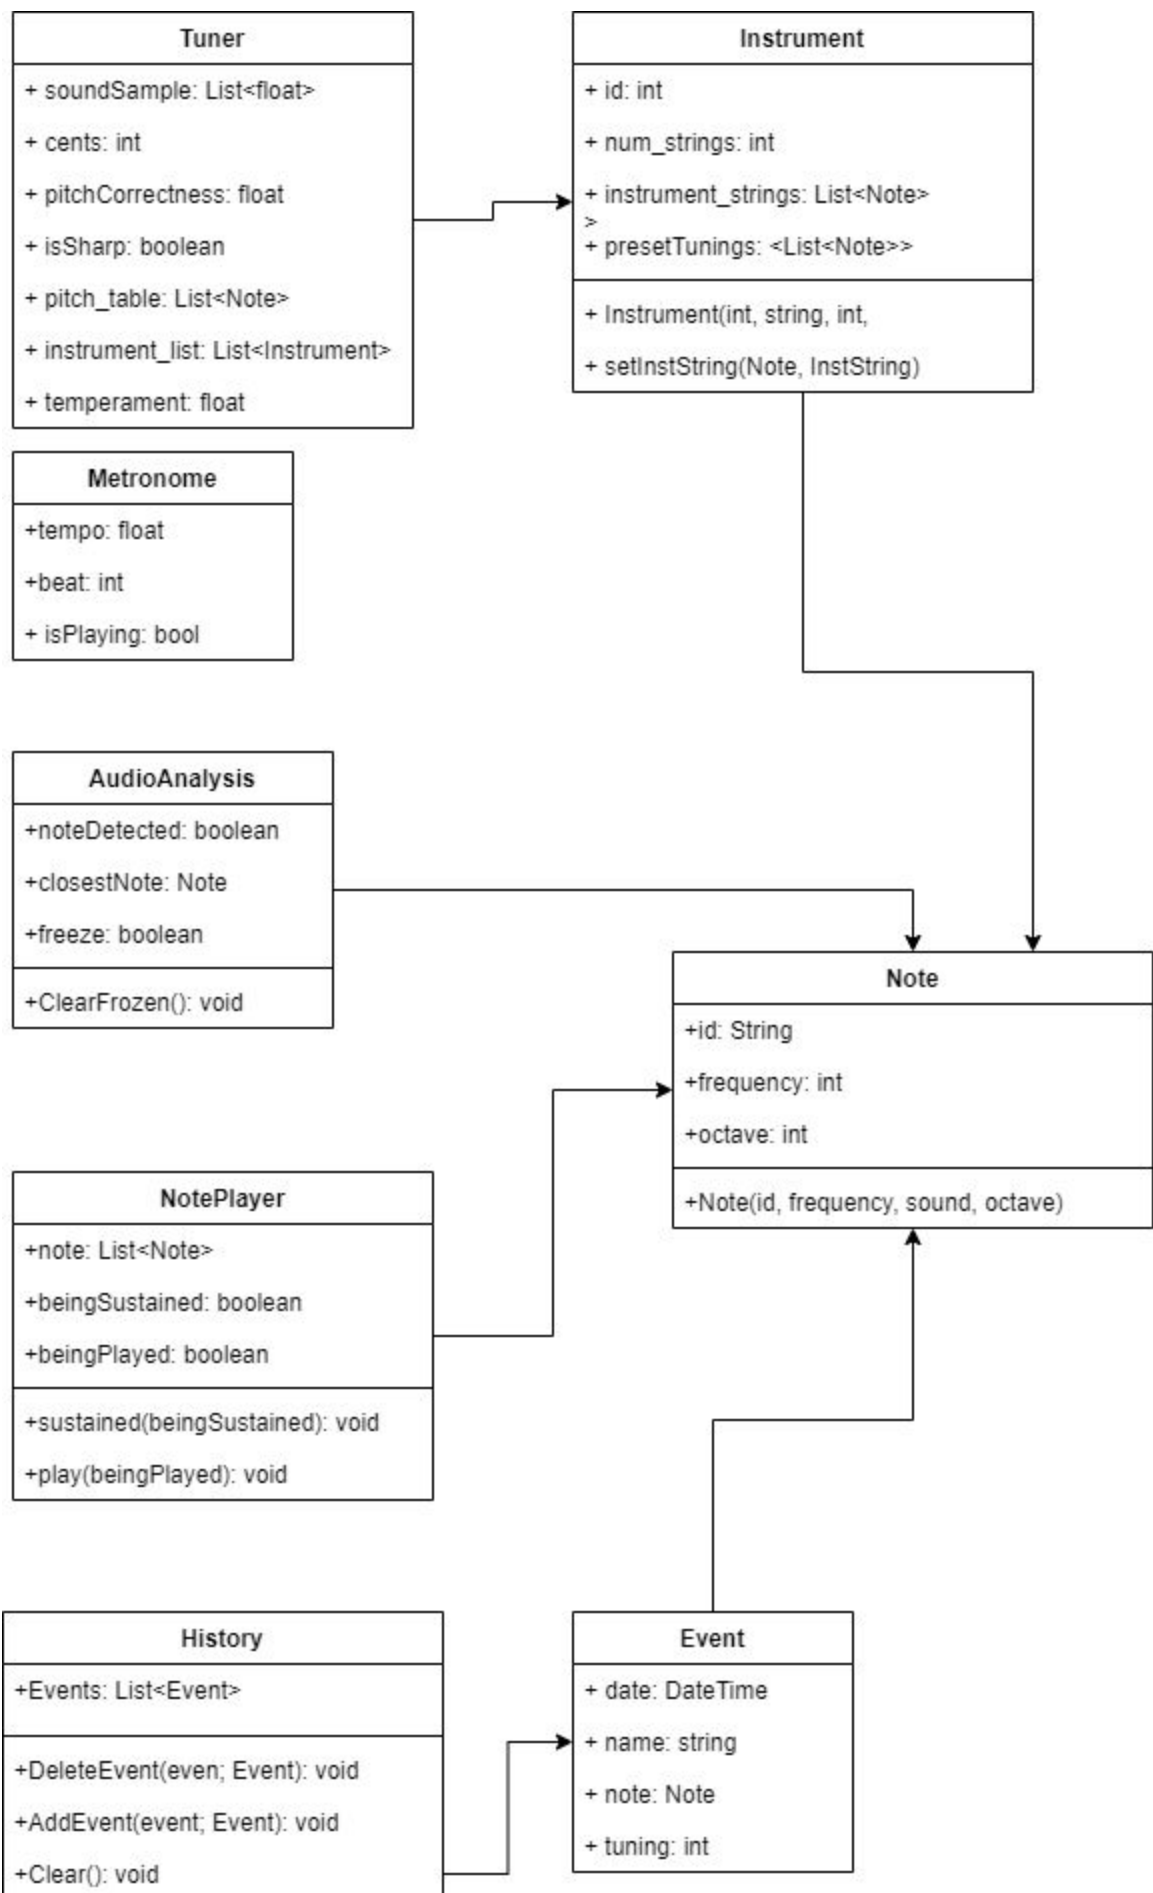 Tuner
+ soundSample: List<float>
+ cents: int
+ pitchCorrectness: float
+ isSharp: boolean
+ pitch_table: List<Note>
+ instrument_list: List<Instrument>
+ temperament: float
Instrument
+ id: int
+ num_strings: int
+ instrument_strings: List<Note>
>
+ presetTunings: <List<Note>>
+ Instrument(int, string, int,
+ setInstString(Note, InstString)
Metronome
+tempo: float
+beat: int
+ isPlaying: bool
AudioAnalysis
+noteDetected: boolean
+closestNote: Note
+freeze: boolean
+ClearFrozen(): void
Note
+id: String
+frequency: int
+octave: int
+Note(id, frequency, sound, octave)
NotePlayer
+note: List<Note>
+beingSustained: boolean
+beingPlayed: boolean
+sustained(beingSustained): void
+play(beingPlayed): void
History
+Events: List<Event>
+DeleteEvent(even; Event): void
+AddEvent(event; Event): void
+Clear(): void
Event
+ date: DateTime
+ name: string
+ note: Note
+ tuning: int